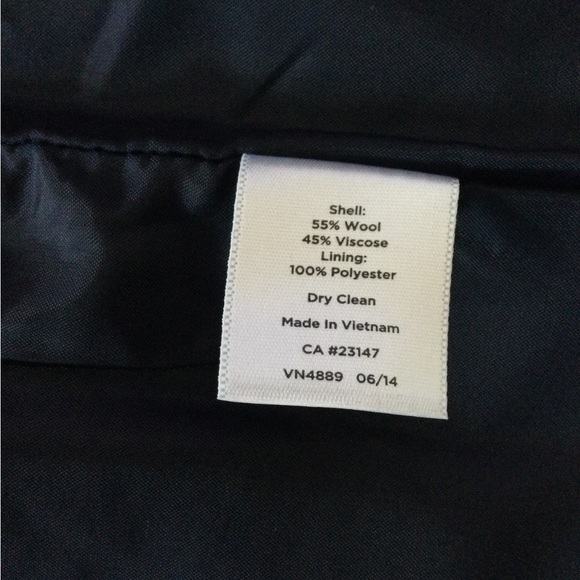 Shell:
55% Wool
45% Viscose
Lining:
100% Polyester
Dry Clean
Made In Vietnam
CA #23147
VN4889 06/14